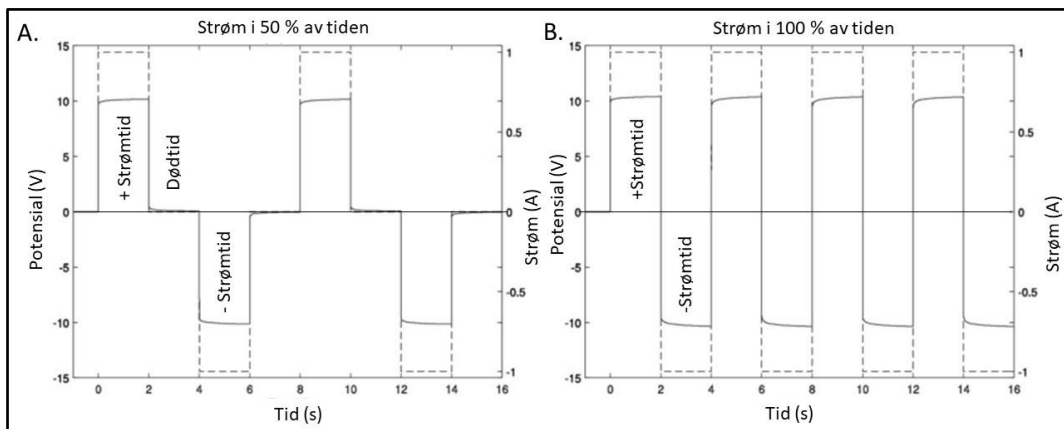 A.
Strøm i 50 % av tiden
15
10
5
0
-5
-10
-15
Potensial (V)
+ Strømtid
Dødtid
- Strømtid
1
0.5
0
-0.5
-1
Strøm (A)
0 2 4 6 8 10 12 14 16
Tid (s)
B.
Strøm i 100 % av tiden
15
10
5
0
-5
-10
-15
Potensial (V)
+Strømtid
-Strømtid
1
0.5
0
-0.5
-1
Strøm (A)
0 2 4 6 8 10 12 14 16
Tid (s)